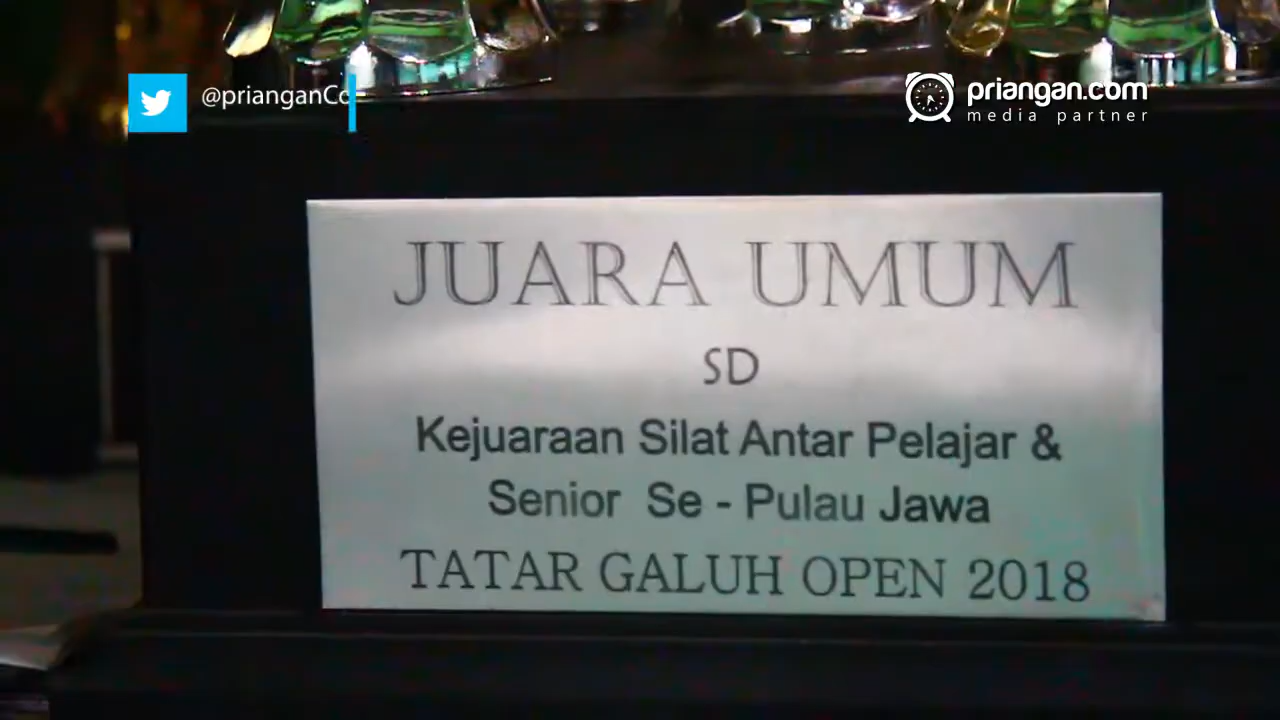 @priangan
priangan.com
media partner
JUARA UMUM
SD
Kejuaraan Silat Antar Pelajar &
Senior Se - Pulau Jawa
TATAR GALUH OPEN 2018